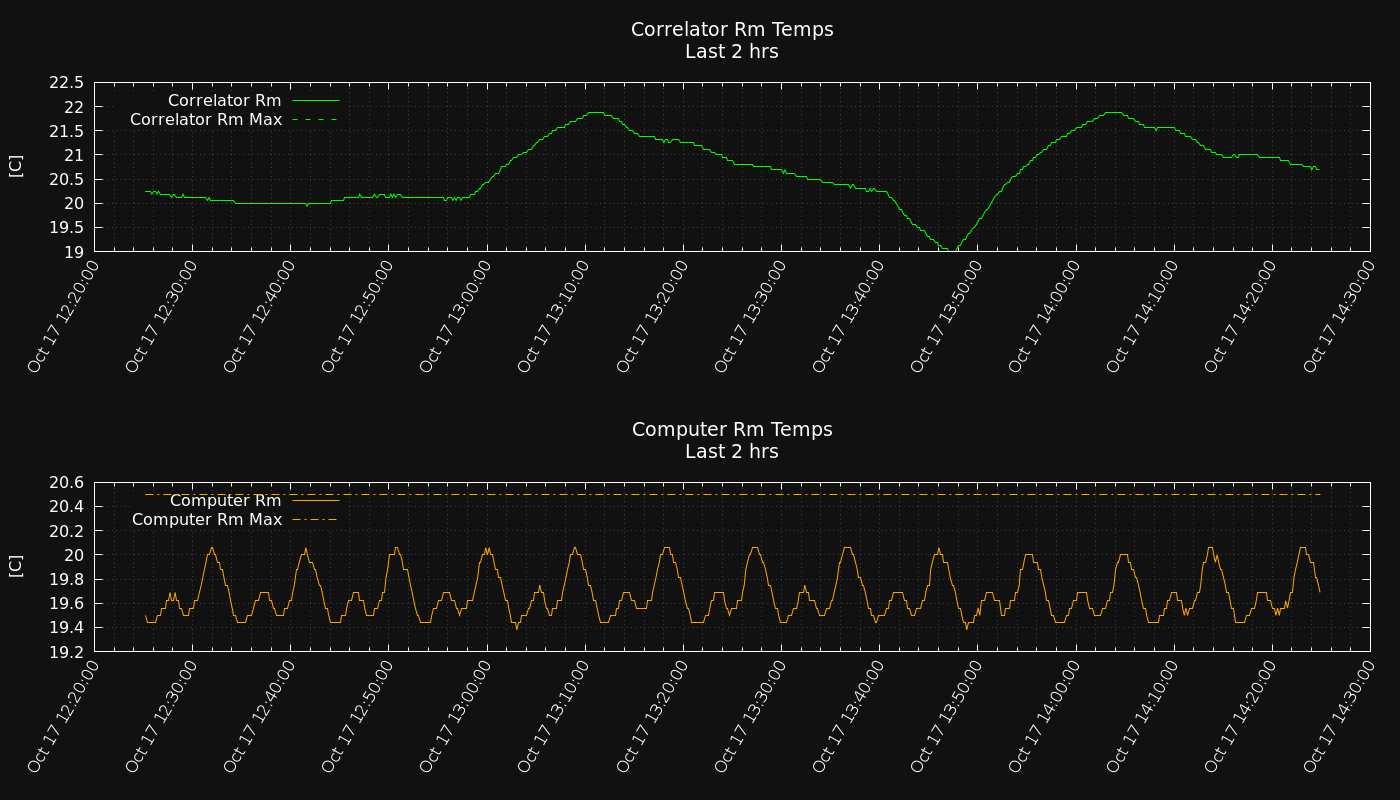 Correlator Rm Temps
Last 2 hrs
22.5
22
21.5
21
20.5
20
19.5
19
[C]
Correlator Rm
Correlator Rm Max
Oct 17 12:20:00
Oct 17 12:30:00
Oct 17 12:40:00
Oct 17 12:50:00
Oct 17 13:00:00
Oct 17 13:10:00
Oct 17 13:20:00
Oct 17 13:30:00
Oct 17 13:40:00
Oct 17 13:50:00
Oct 17 14:00:00
Oct 17 14:10:00
Oct 17 14:20:00
Oct 17 14:30:00
Computer Rm Temps
Last 2 hrs
20.6
20.4
20.2
20
19.8
19.6
19.4
19.2
[C]
Computer Rm
Computer Rm Max
Oct 17 12:20:00
Oct 17 12:30:00
Oct 17 12:40:00
Oct 17 12:50:00
Oct 17 13:00:00
Oct 17 13:10:00
Oct 17 13:20:00
Oct 17 13:30:00
Oct 17 13:40:00
Oct 17 13:50:00
Oct 17 14:00:00
Oct 17 14:10:00
Oct 17 14:20:00
Oct 17 14:30:00